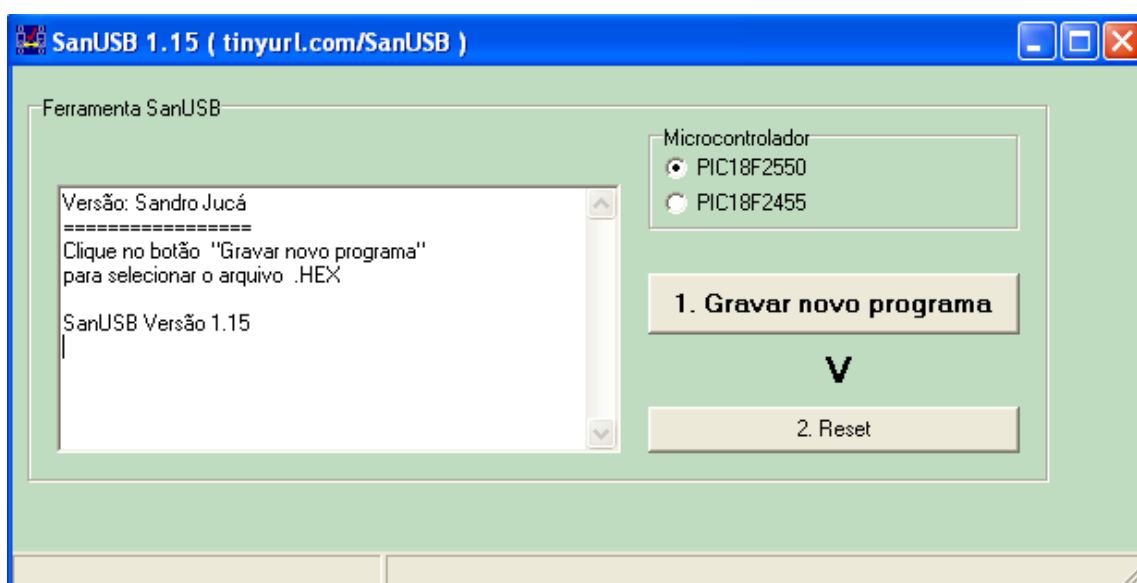 SanUSB 1.15 ( tinyurl.com/SanUSB )
Ferramenta SanUSB
Versão: Sandro Jucá
=================
Clique no botão  "Gravar novo programa"
para selecionar o arquivo  .HEX
SanUSB Versão 1.15
Microcontrolador
PIC18F2550
PIC18F2455
1. Gravar novo programa
V
2. Reset